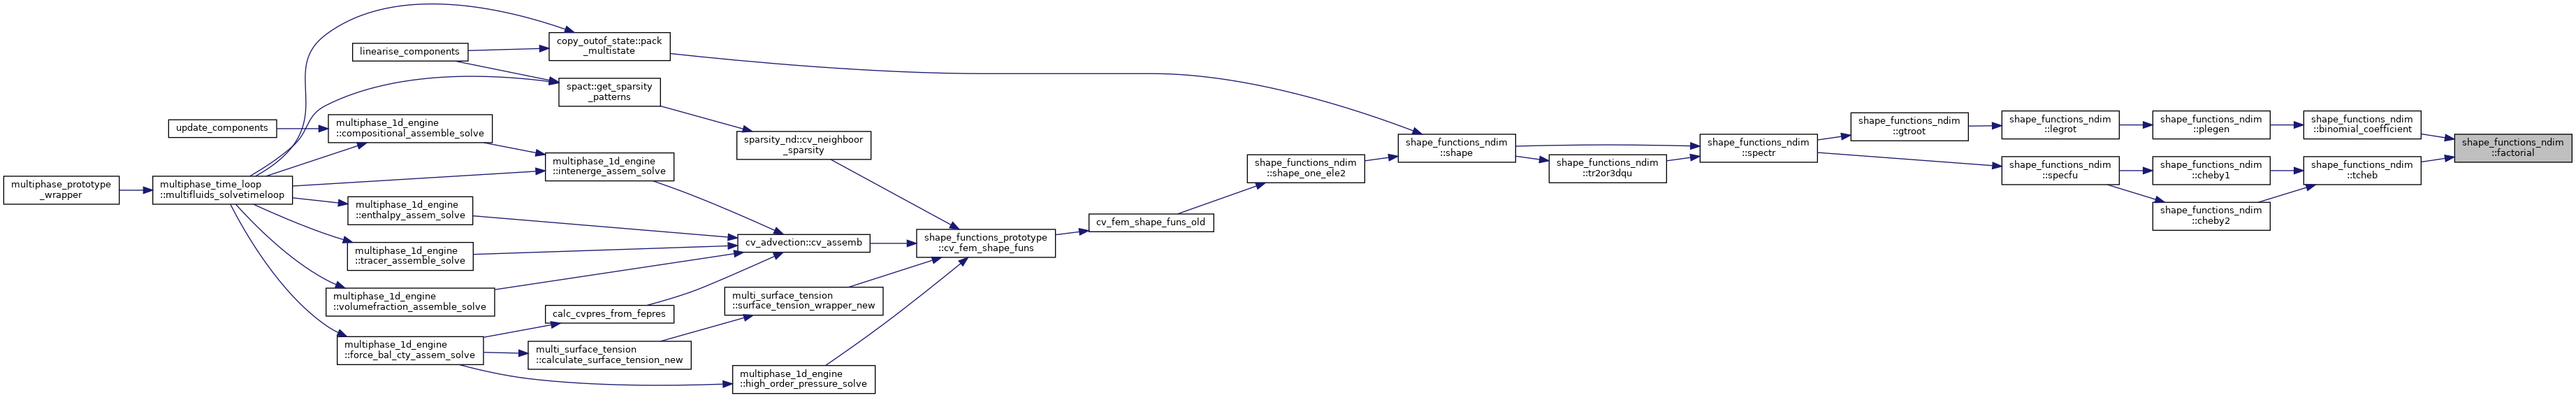 multiphase_prototype
_wrapper
multiphase_time_loop
::multifluids_solvetimeloop
update_components
linearise_components
multiphase_1d_engine
::compositional_assemble_solve
multiphase_1d_engine
::enthalpy_assem_solve
multiphase_1d_engine
::tracer_assemble_solve
multiphase_1d_engine
::volumefraction_assemble_solve
multiphase_1d_engine
::force_bal_cty_assem_solve
copy_outof_state::pack
_multistate
spact::get_sparsity
_patterns
multiphase_1d_engine
::intenerge_assem_solve
calc_cvpres_from_fepres
multi_surface_tension
::calculate_surface_tension_new
sparsity_nd::cv_neighboor
_sparsity
cv_advection::cv_assemb
multi_surface_tension
::surface_tension_wrapper_new
multiphase_1d_engine
::high_order_pressure_solve
shape_functions_prototype
::cv_fem_shape_funs
cv_fem_shape_funs_old
shape_functions_ndim
::shape_one_ele2
shape_functions_ndim
::shape
shape_functions_ndim
::tr2or3dqu
shape_functions_ndim
::spectr
shape_functions_ndim
::gtroot
shape_functions_ndim
::legrot
shape_functions_ndim
::specfu
shape_functions_ndim
::plegen
shape_functions_ndim
::cheby1
shape_functions_ndim
::cheby2
shape_functions_ndim
::binomial_coefficient
shape_functions_ndim
::tcheb
shape_functions_ndim
::factorial